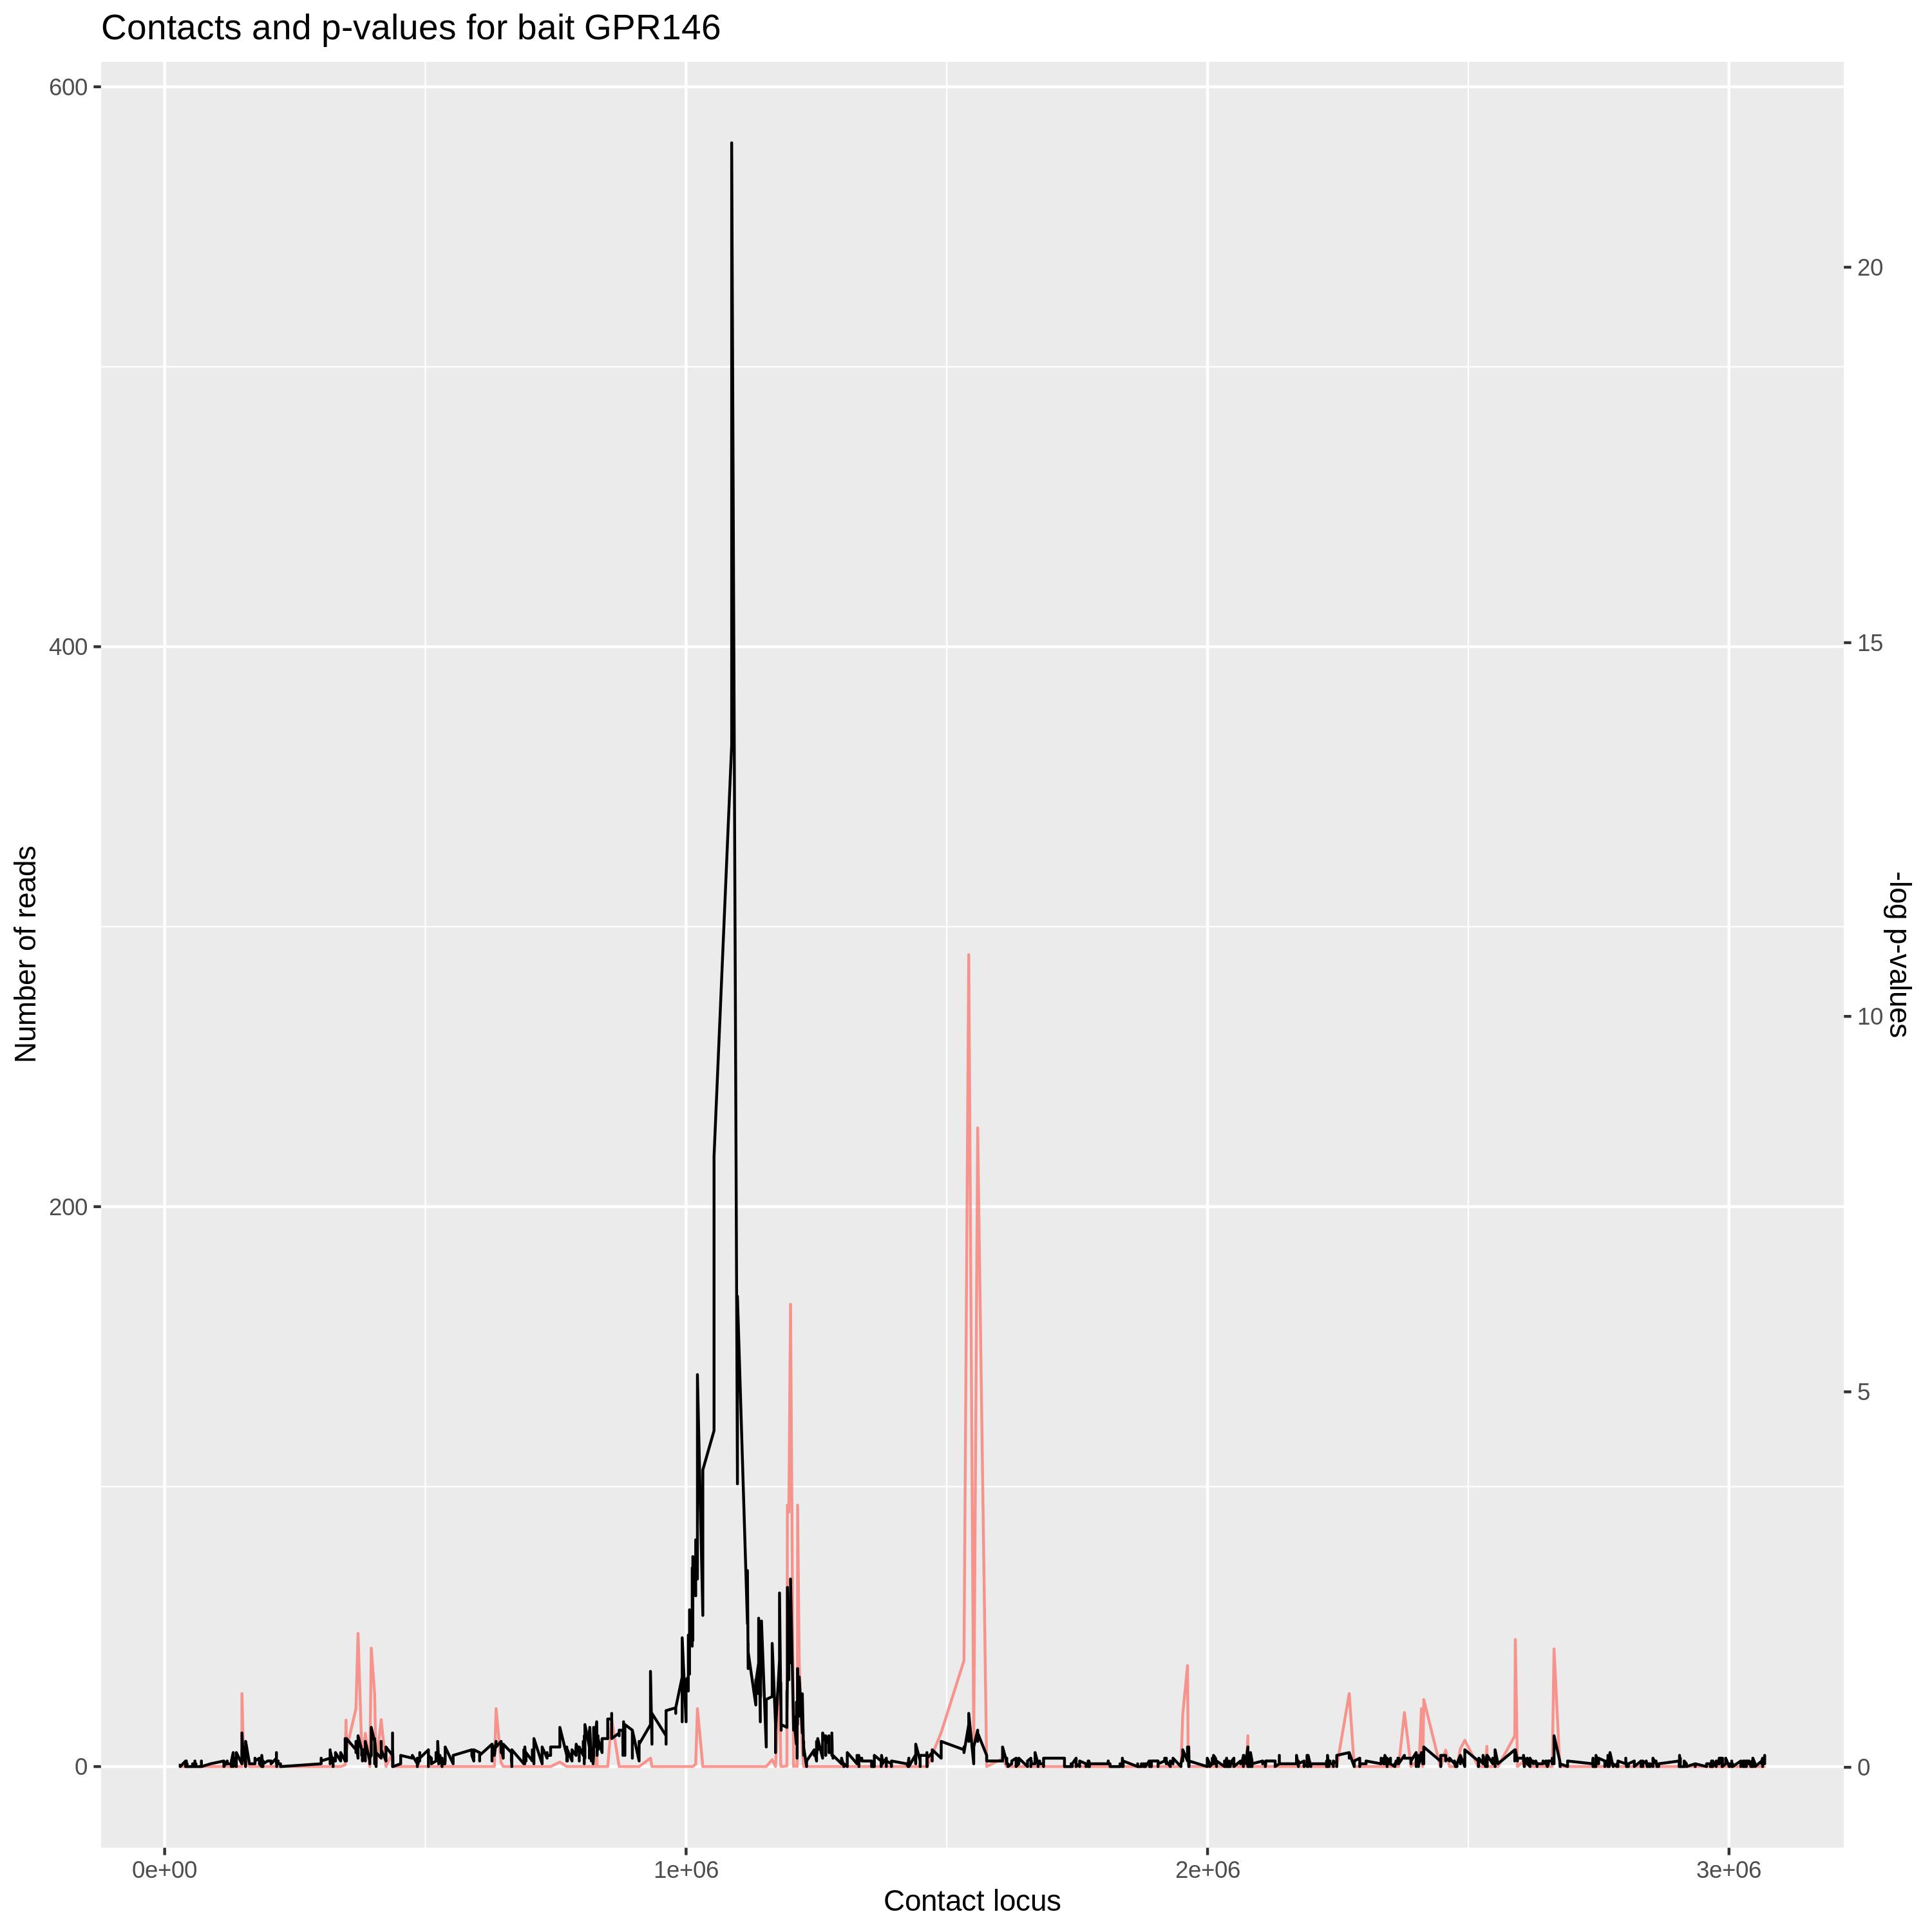 Contacts and p-values for bait GPR146
600
400
200
0
20
15
10
5
0
Number of reads
-log p-values
0e+00 1e+06 2e+06 3e+06
Contact locus